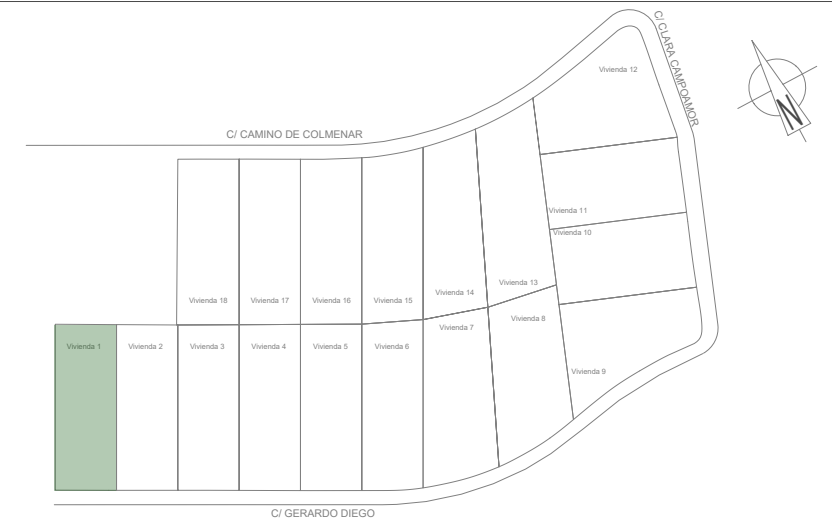 C/ CLARA CAMPOAMOR
Vivienda 12
N
C/ CAMINO DE COLMENAR
Vivienda 11
Vivienda 10
Vivienda 18
Vivienda 17
Vivienda 16
Vivienda 15
Vivienda 14
Vivienda 13
Vivienda 1
Vivienda 2
Vivienda 3
Vivienda 4
Vivienda 5
Vivienda 6
Vivienda 7
Vivienda 8
Vivienda 9
C/ GERARDO DIEGO